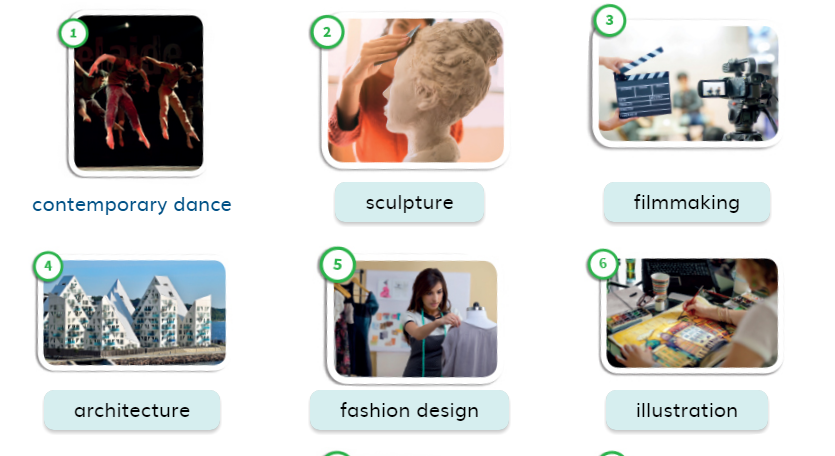 1
2
3
contemporary dance
sculpture
filmmaking
4
5
6
architecture
fashion design
illustration